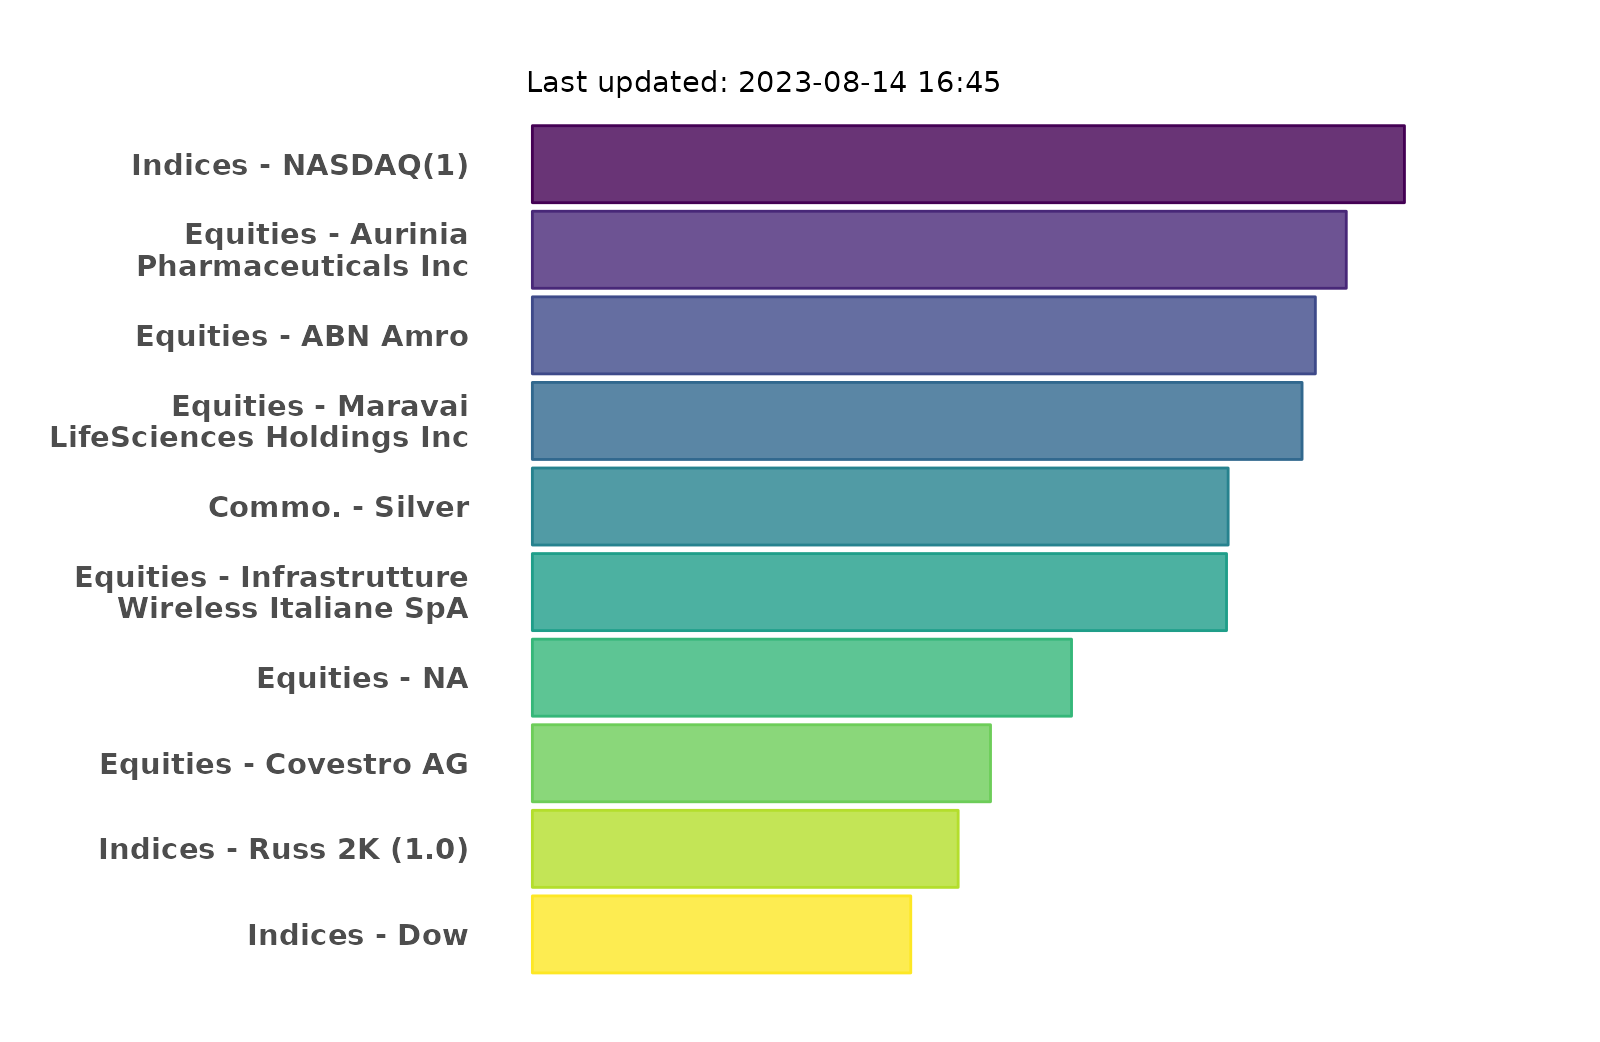 Last updated: 2023-08-14 16:45
Indices - NASDAQ(1)
Equities - Aurinia
Pharmaceuticals Inc
Equities - ABN Amro
Equities - Maravai
LifeSciences Holdings Inc
Commo. - Silver
Equities - Infrastrutture
Wireless Italiane SpA
Equities - NA
Equities - Covestro AG
Indices - Russ 2K (1.0)
Indices - Dow